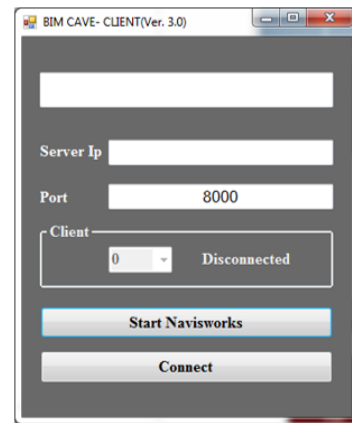 BIM CAVE- CLIENT(Ver. 3.0)
Server Ip
Port 8000
Client
0 Disconnected
Start Navisworks
Connect